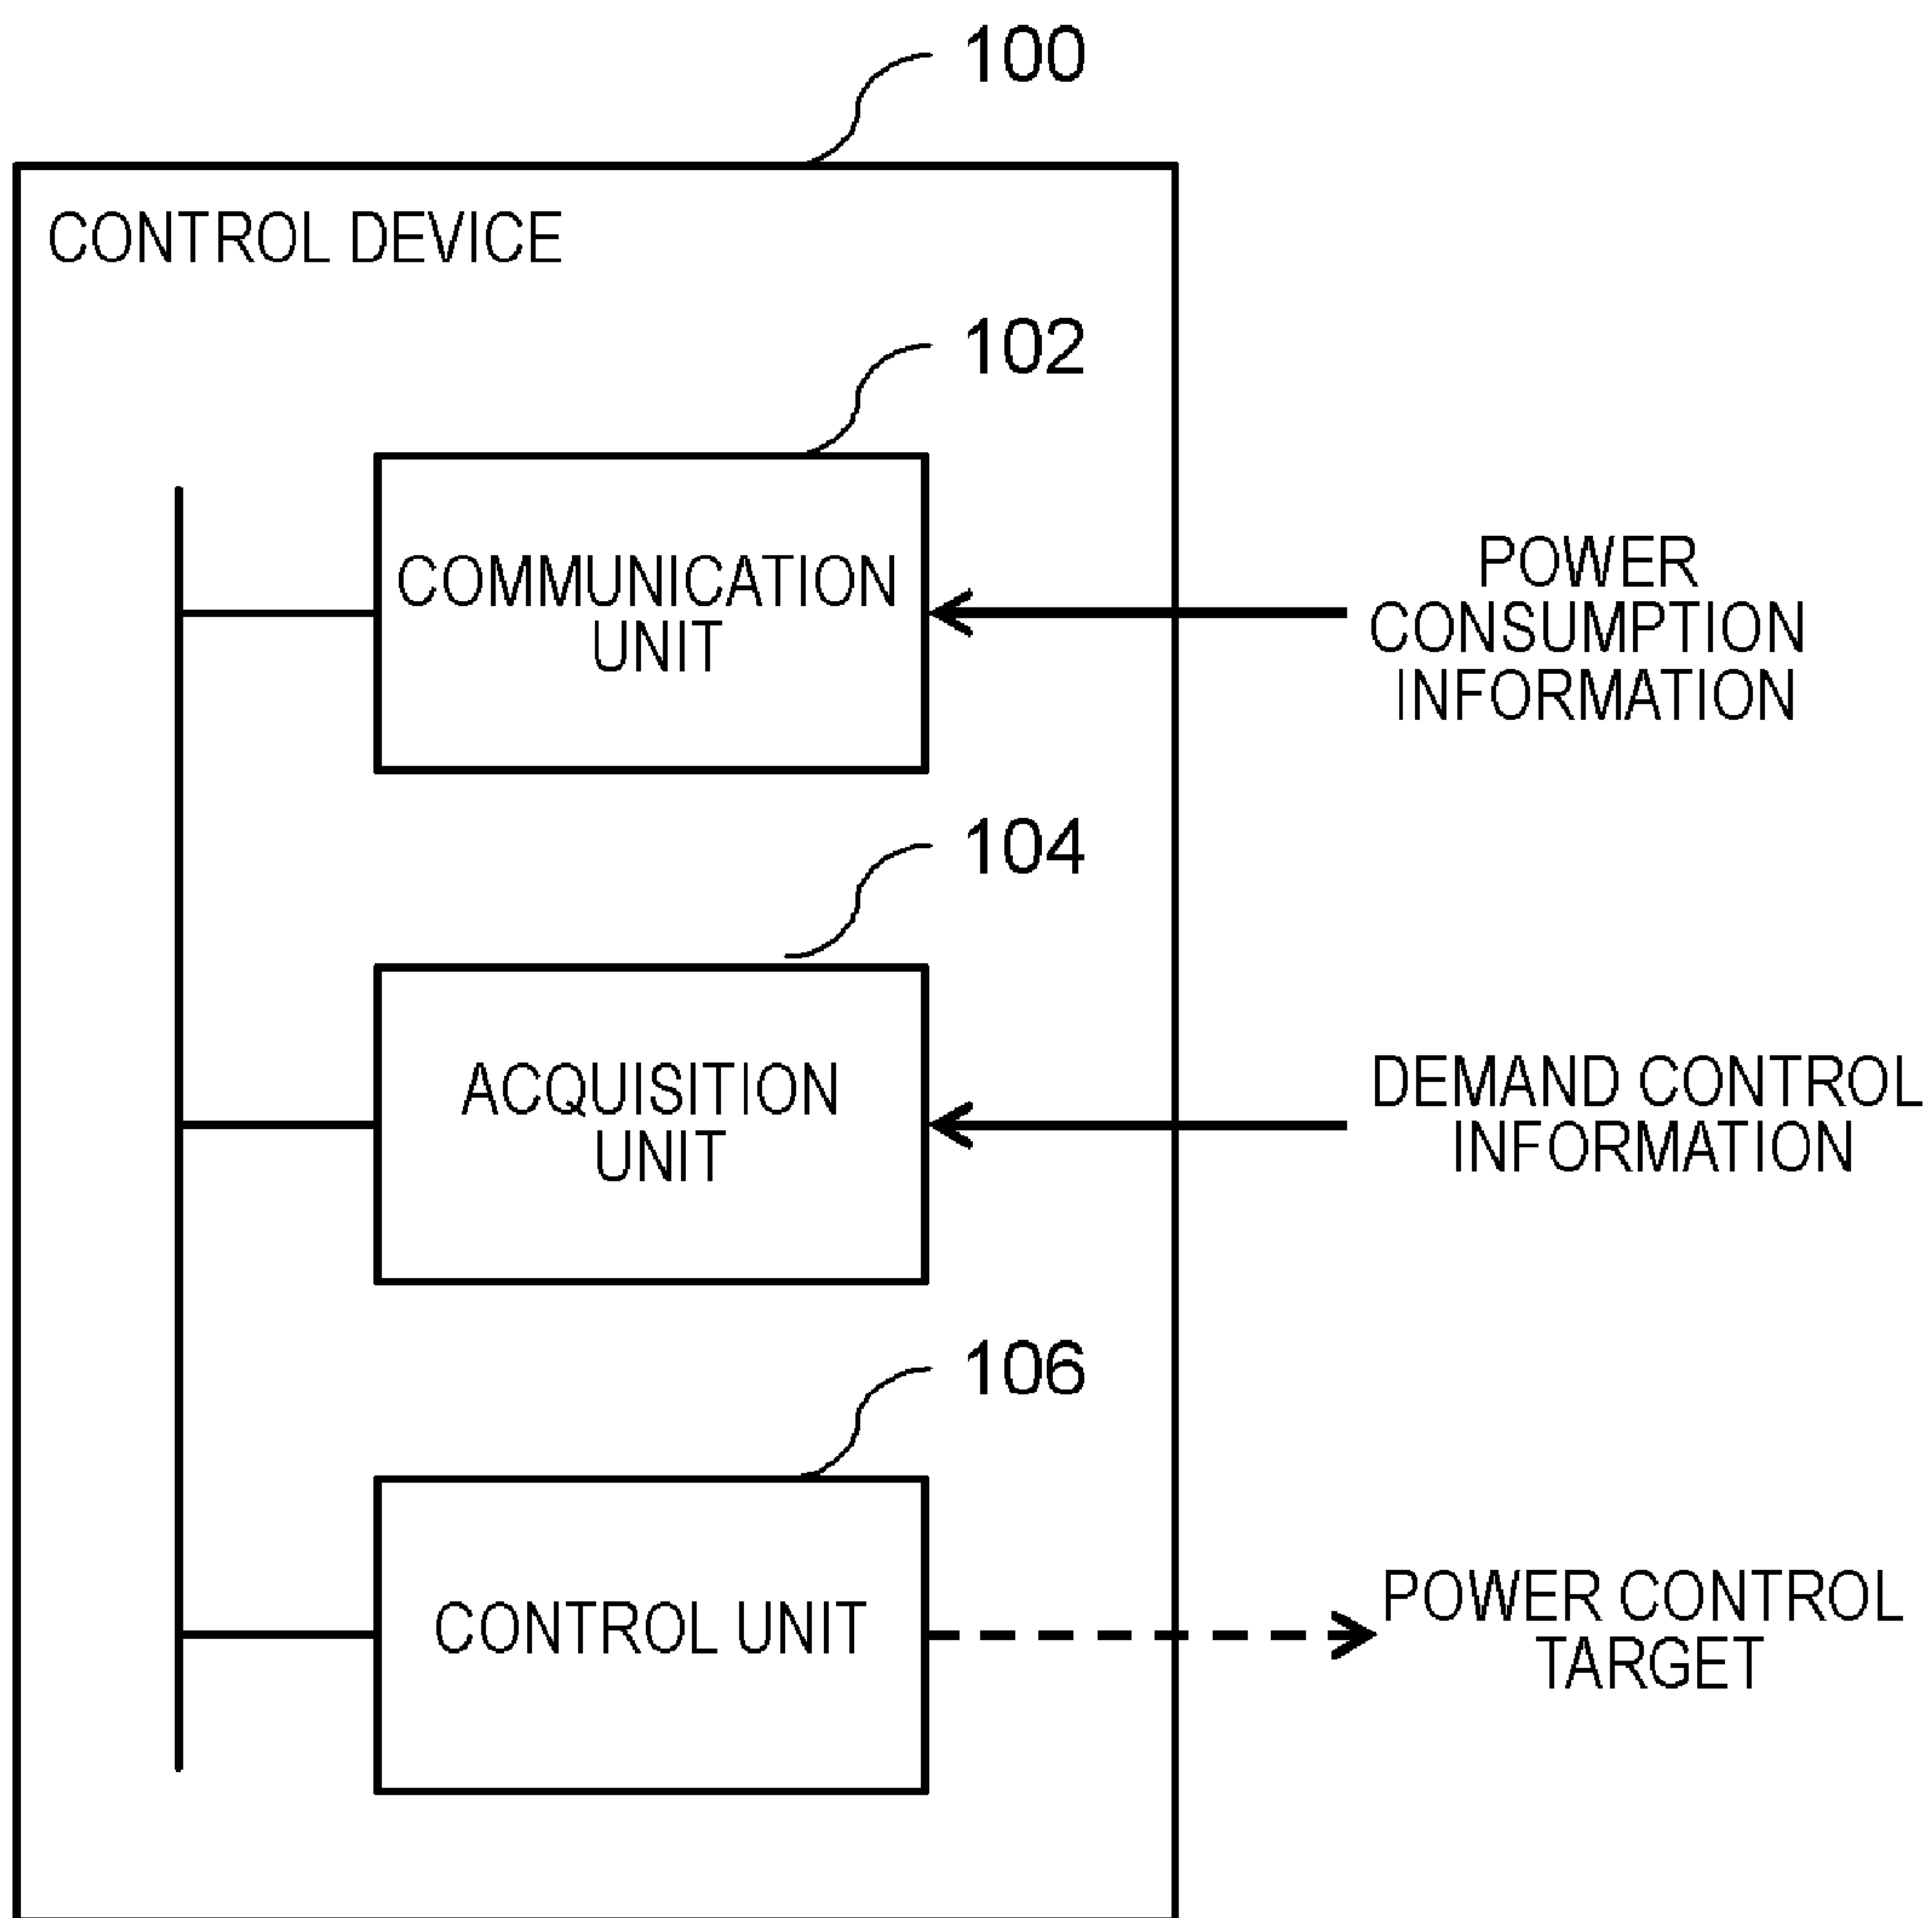 100
CONTROL DEVICE
102
COMMUNICATION
UNIT
POWER
CONSUMPTION
INFORMATION
104
ACQUISITION
UNIT
DEMAND CONTROL
INFORMATION
106
CONTROL UNIT
POWER CONTROL
TARGET